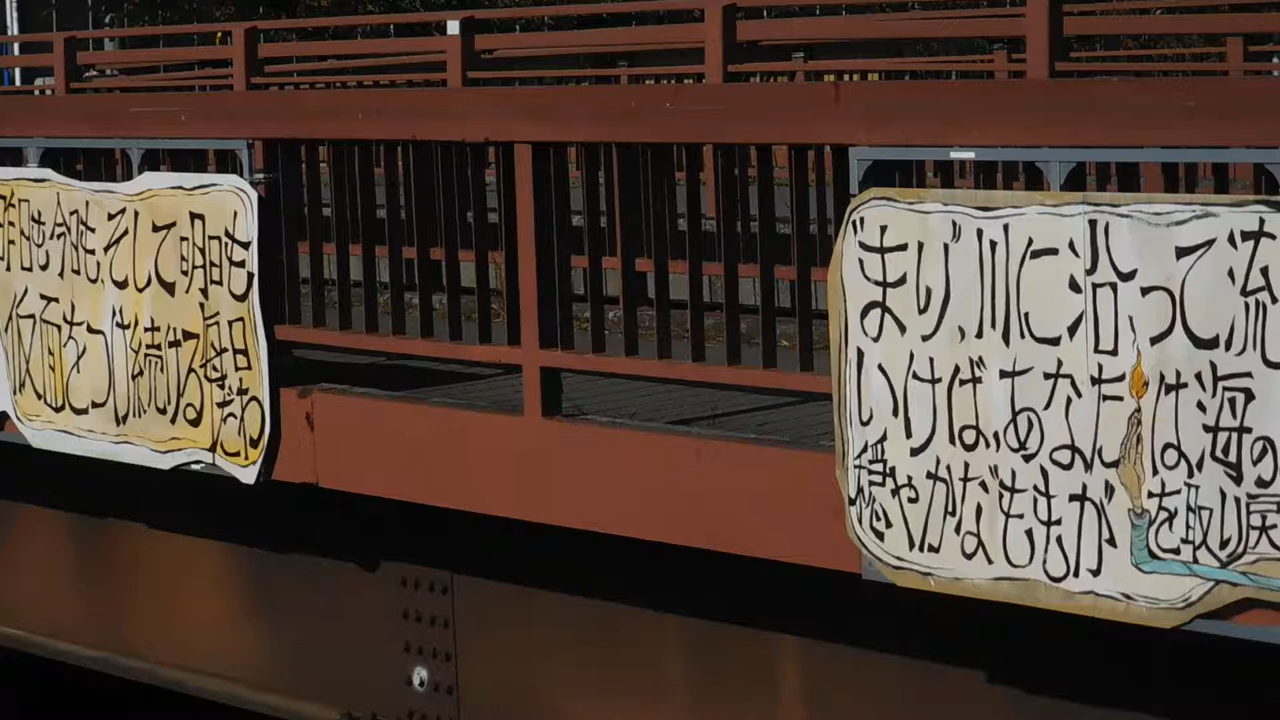 昨日も今日も、そして明日も
仮面をつけ続ける毎日だわ
まり、川に沿って流
いけば、あなたは海の
穏やかなももが
を取り戻